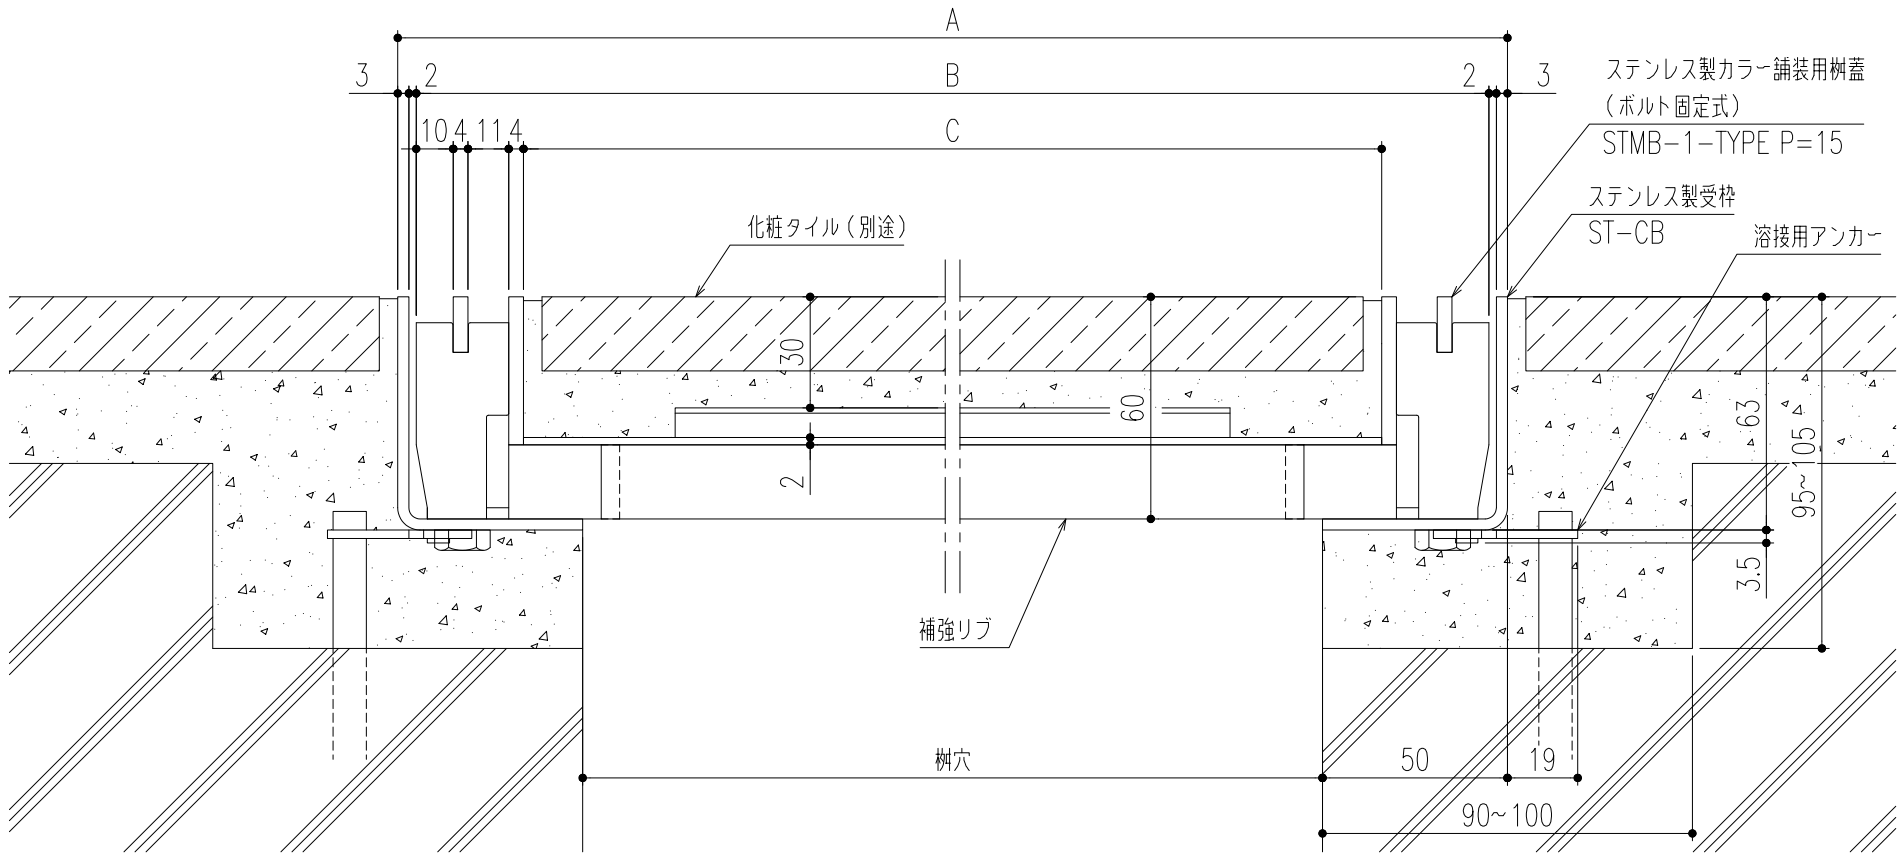 A
3 2 B 2 3
ステンレス製カラー舗装用桝蓋
(ボルト固定式)
STMB-1-TYPE P=15
10 4 11 4 C
ステンレス製受枠
ST-CB
化粧タイル(別途)
溶接用アンカー
30
60
63
95~105
2
3.5
補強リブ
桝穴
50
19
90~100